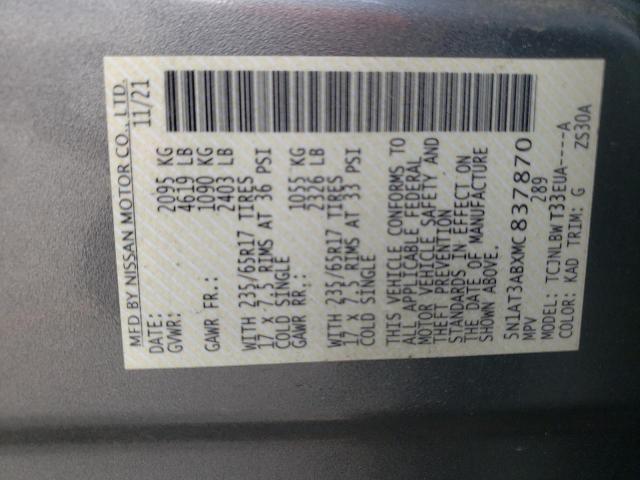 MFD BY NISSAN MOTOR CO., LTD.
DATE: 11/21
GVWR: 2095 KG
4619 LB
GAWR FR.: 1090 KG
2403 LB
WITH 235/65R17 TIRES
17 X 7.5 RIMS AT 36 PSI
COLD SINGLE
GAWR RR.: 1055 KG
2326 LB
WITH 235/65R17 TIRES
17 X 7.5 RIMS AT 33 PSI
COLD SINGLE
THIS VEHICLE CONFORMS TO
ALL APPLICABLE FEDERAL
MOTOR VEHICLE SAFETY AND
THEFT PREVENTION
STANDARDS IN EFFECT ON
THE DATE OF MANUFACTURE
SHOWN ABOVE.
5N1AT3ABXMC837870
MPV 289
MODEL: TCJNLBW T33EUA----A
COLOR: KAD TRIM: G ZS30A